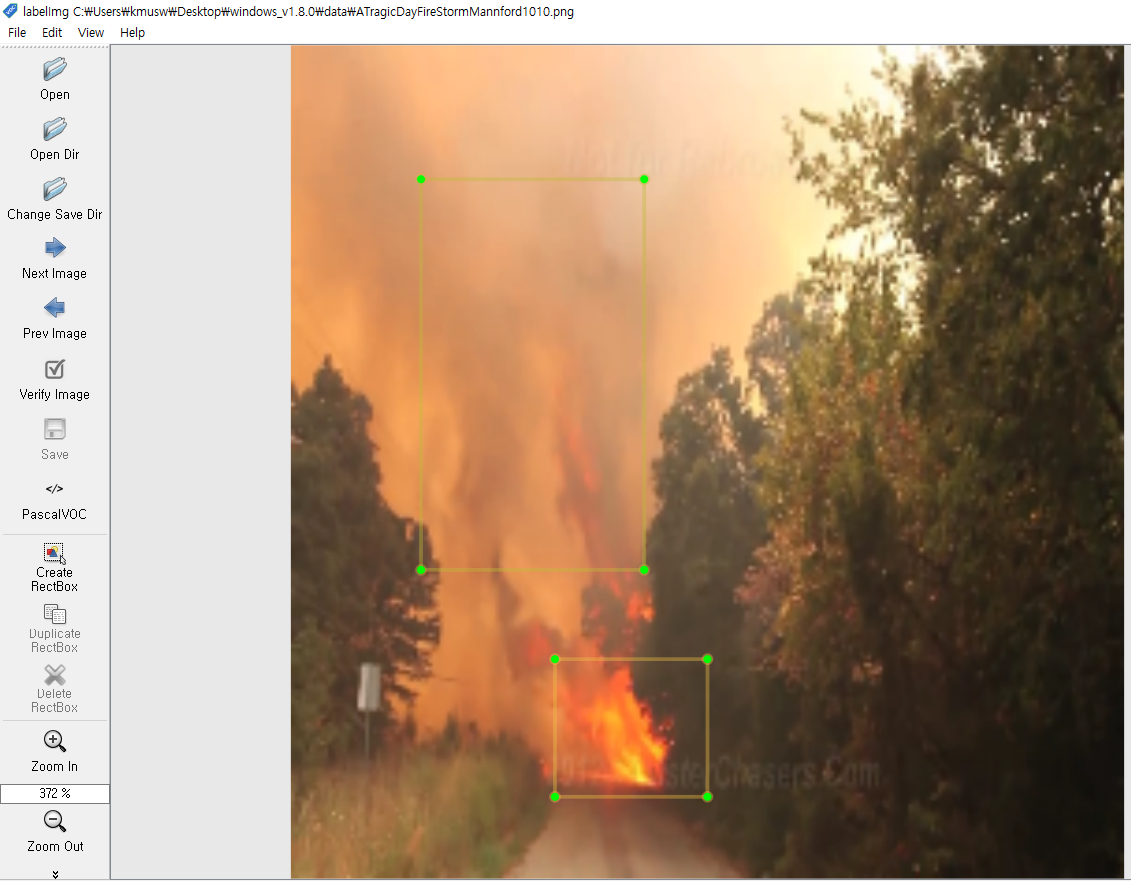 labelImg C:₩Users₩kmusw₩Desktop₩windows_v1.8.0₩data₩ATragicDayFireStormMannford1010.png
File Edit View Help
Open
Open Dir
Change Save Dir
Next Image
Prev Image
Verify Image
Save
</>
PascalVOC
Create
RectBox
Duplicate
RectBox
Delete
RectBox
Zoom In
372 %
Zoom Out
Not for
Chasers.Com